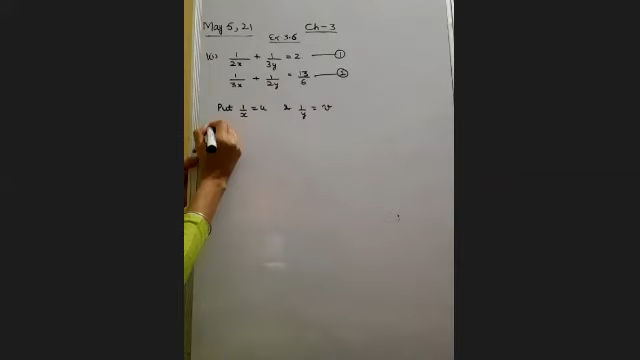 May 5, 21 Ch-3
Ex 3.6
1(i) 1/2x + 1/3y = 2 ①
1/3x + 1/2y = 13/6 ②
Put 1/x = u & 1/y = v